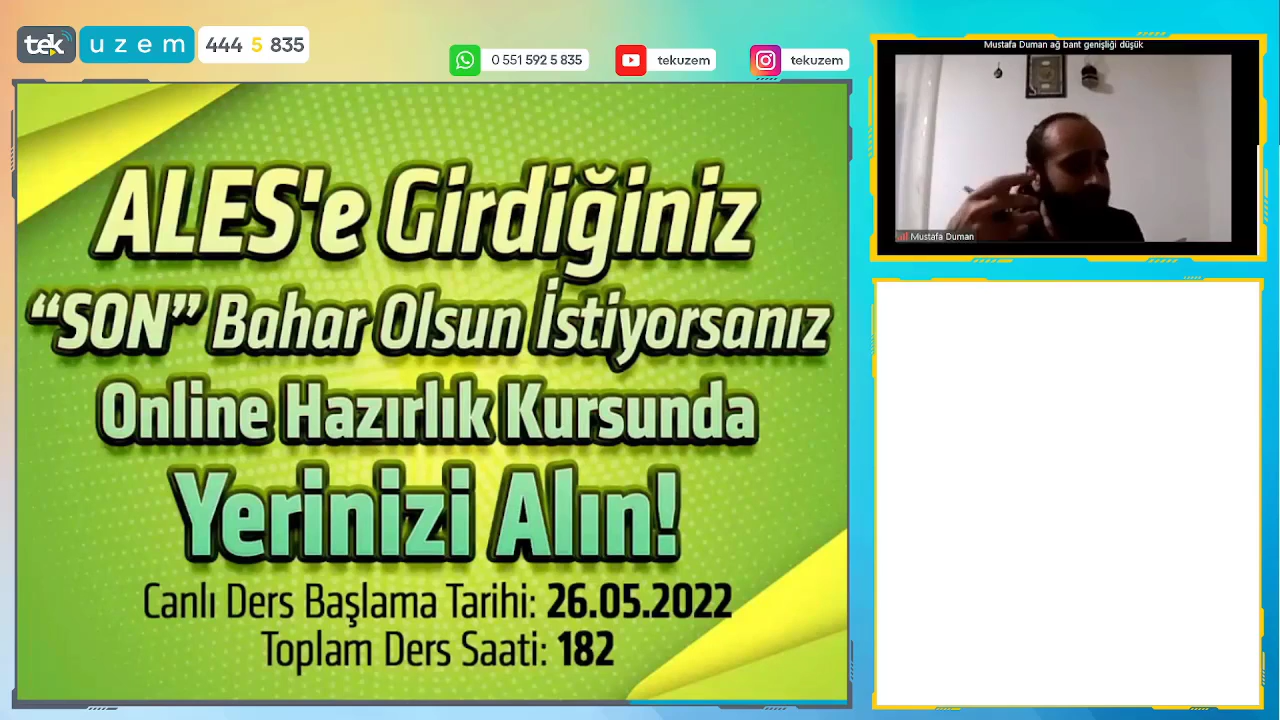 tek
uzem
444 5 835
0 551 592 5 835
tekuzem
tekuzem
ALES'e Girdiğiniz
“SON” Bahar Olsun İstiyorsanız
Online Hazırlık Kursunda
Yerinizi Alın!
Canlı Ders Başlama Tarihi: 26.05.2022
Toplam Ders Saati: 182
Mustafa Duman ağ bant genişliği düşük
Mustafa Duman